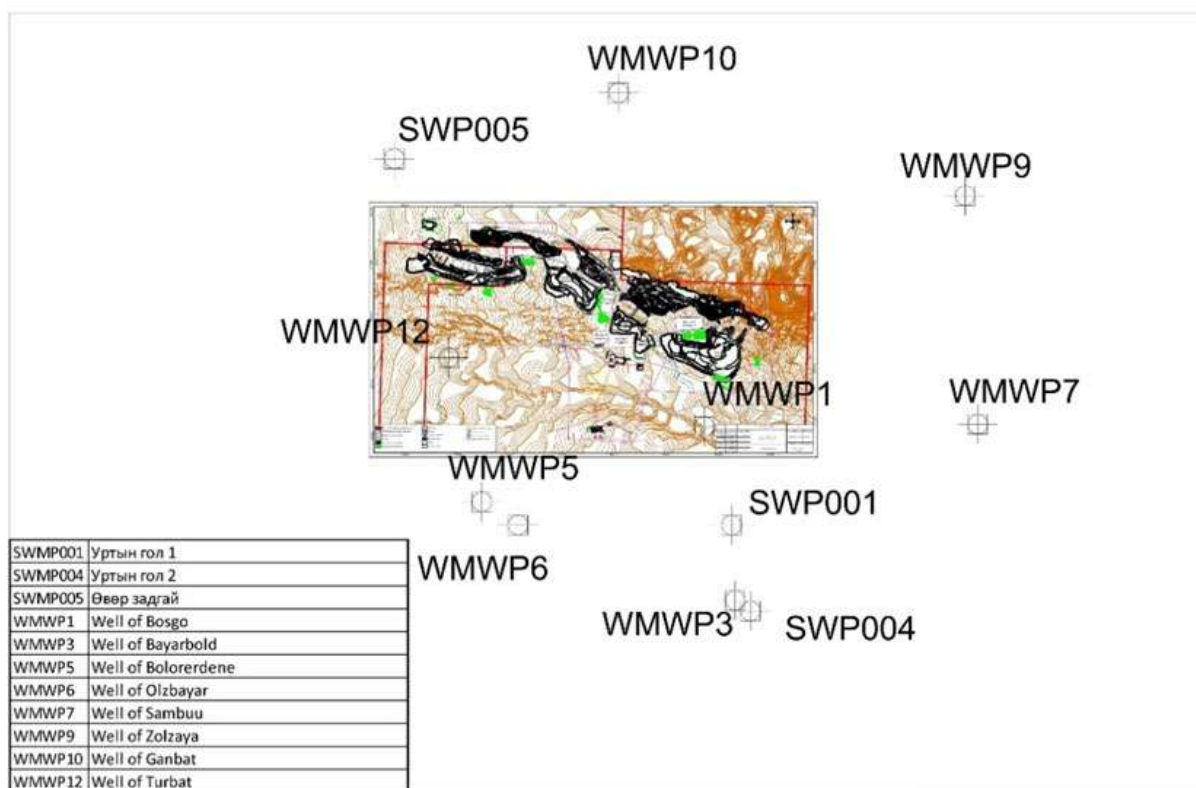 WMWP10
SWP005
WMWP9
WMWP12
WMWP1
WMWP7
WMWP5
SWP001
WMWP6
WMWP3
SWP004
SWMP001 Уртын гол 1
SWMP004 Уртын гол 2
SWMP005 Өвөр задгай
WMWP1 Well of Bosgo
WMWP3 Well of Bayarbold
WMWP5 Well of Bolorerdene
WMWP6 Well of Olzbayar
WMWP7 Well of Sambuu
WMWP9 Well of Zolzaya
WMWP10 Well of Ganbat
WMWP12 Well of Turbat